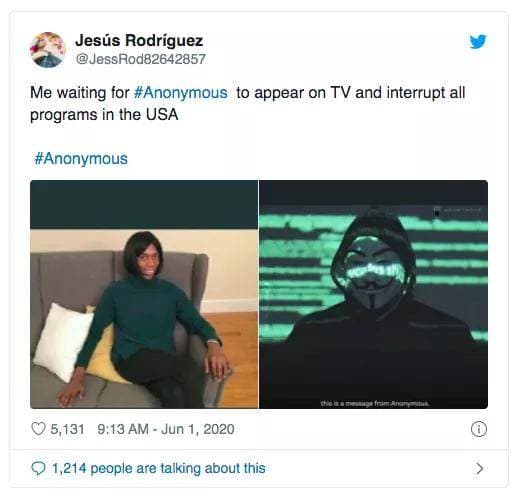 Jesús Rodríguez
@JessRod82642857
Me waiting for #Anonymous to appear on TV and interrupt all
programs in the USA
#Anonymous
this is a message from Anonymous.
5,131 9:13 AM - Jun 1, 2020
1,214 people are talking about this